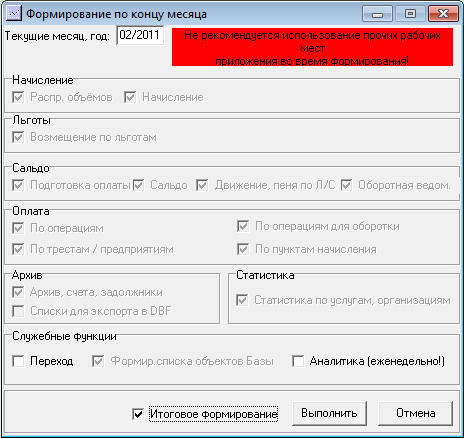 Формирование по концу месяца
Текущие месяц, год: 02/2011
Не рекомендуется использование прочих рабочих
мест
приложения во время Формирования!
Начисление
Распр. объёмов Начисление
Льготы
Возмещение по льготам
Сальдо
Подготовка оплаты Сальдо Движение, пеня по Л/С Оборотная ведом.
Оплата
По операциям По операциям для оборотки
По трестам / предприятиям По пунктам начисления
Архив
Архив, счета, задолжники
Списки для экспорта в DBF
Статистика
Статистика по услугам, организациям
Служебные функции
Переход Формир.списка объектов Базы Аналитика (еженедельно!)
Итоговое формирование Выполнить Отмена